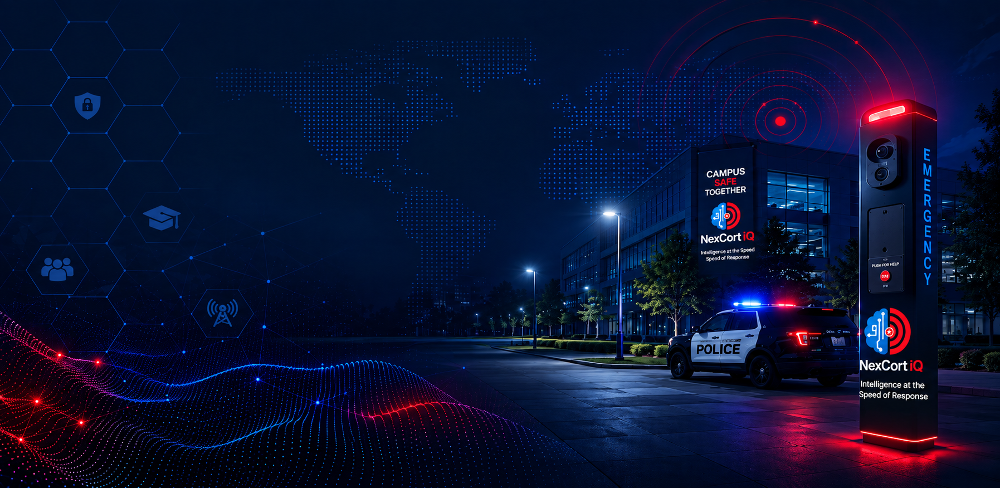 CAMPUS
SAFE
TOGETHER
NexCort iQ
Intelligence at the Speed
Speed of Response
POLICE
EMERGENCY
PUSH FOR HELP
NexCort iQ
Intelligence at the
Speed of Response